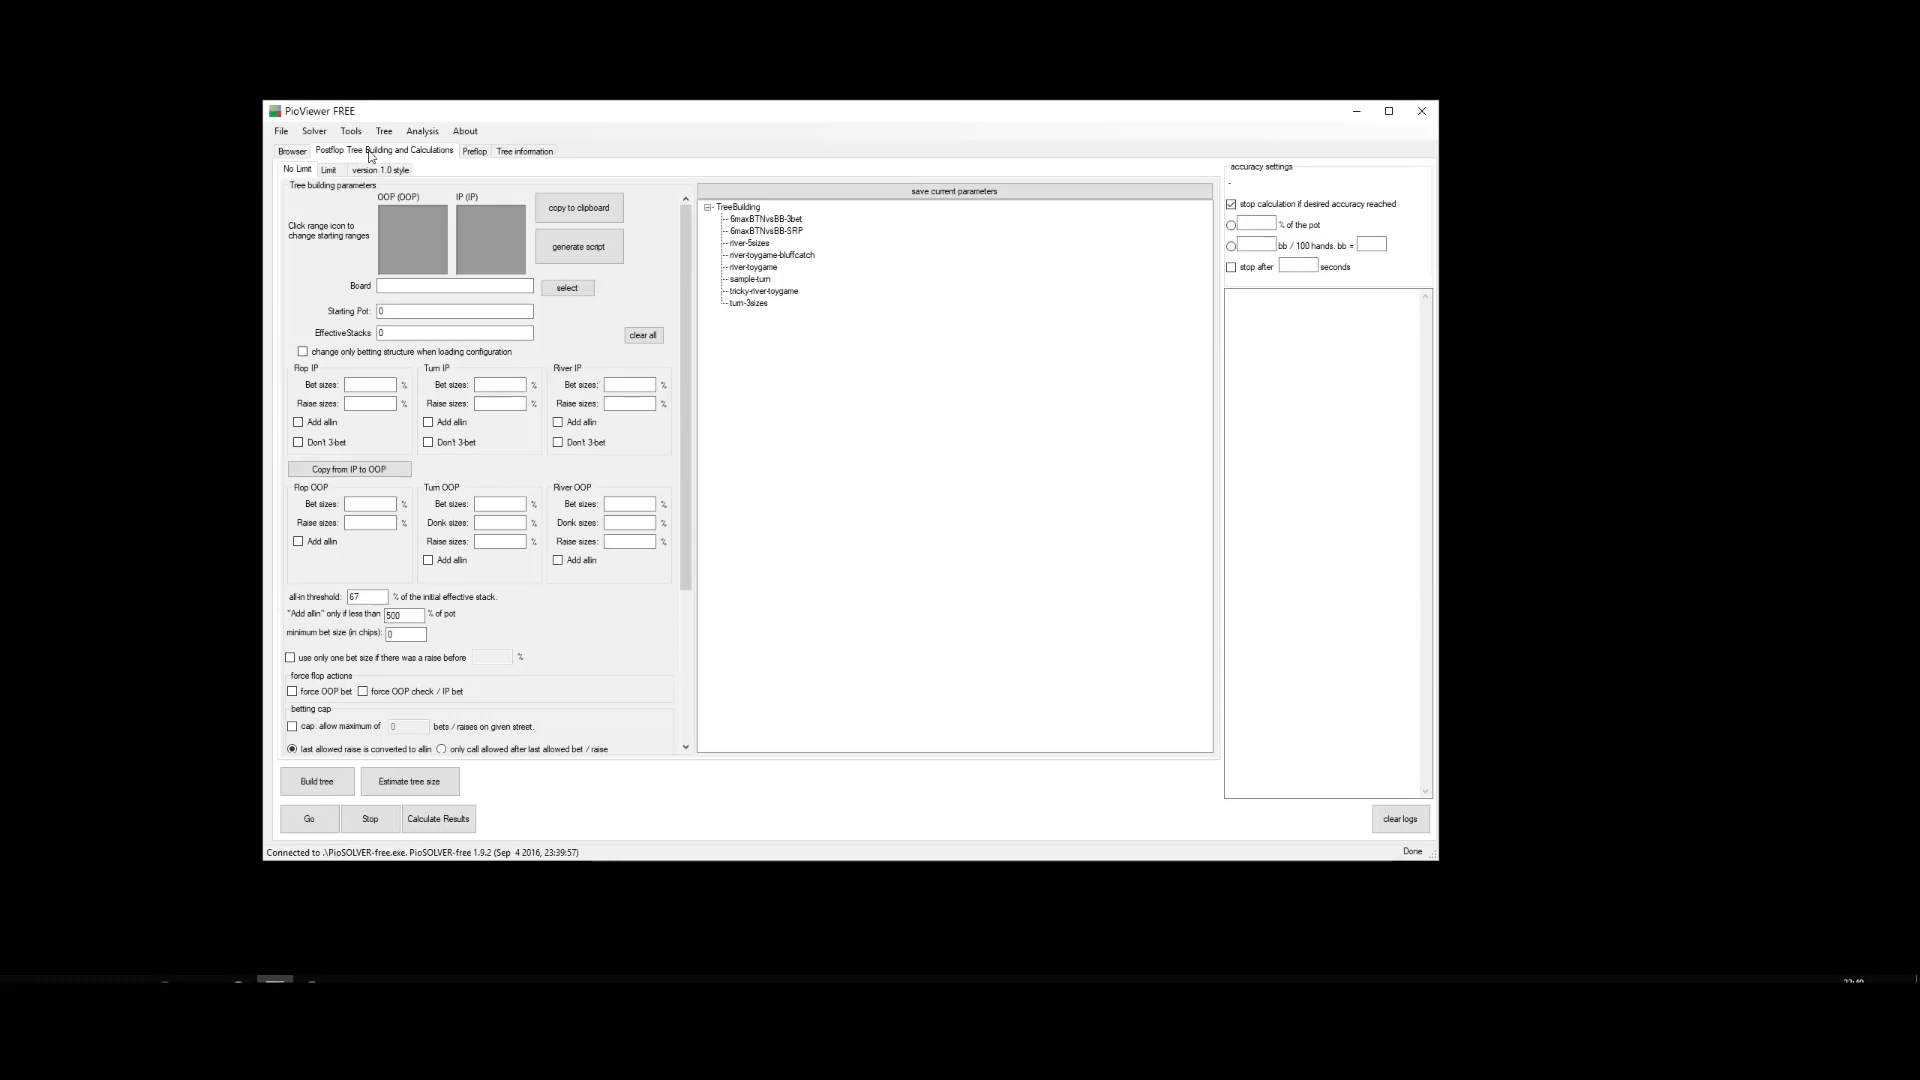 PioViewer FREE
File Solver Tools Tree Analysis About
Browser Postflop Tree Building and Calculations Preflop Tree information
No Limit Limit version 1.0 style
Tree building parameters
OOP (OOP) IP (IP)
Click range icon to
change starting ranges
copy to clipboard
generate script
Board select
Starting Pot: 0
EffectiveStacks 0
clear all
change only betting structure when loading configuration
Flop IP Turn IP River IP
Bet sizes: % Bet sizes: % Bet sizes: %
Raise sizes: % Raise sizes: % Raise sizes: %
Add allin Add allin Add allin
Don't 3-bet Don't 3-bet Don't 3-bet
Copy from IP to OOP
Flop OOP Turn OOP River OOP
Bet sizes: % Bet sizes: % Bet sizes: %
Raise sizes: % Donk sizes: % Donk sizes: %
Add allin Raise sizes: % Raise sizes: %
Add allin Add allin
all-in threshold: 67 % of the initial effective stack.
"Add allin" only if less than 500 % of pot
minimum bet size (in chips): 0
use only one bet size if there was a raise before %
force flop actions
force OOP bet force OOP check / IP bet
betting cap
cap: allow maximum of 0 bets / raises on given street.
last allowed raise is converted to allin only call allowed after last allowed bet / raise
Build tree Estimate tree size
Go Stop Calculate Results
save current parameters
TreeBuilding
6maxBTNvsBB-3bet
6maxBTNvsBB-SRP
river-5sizes
river-toygame-bluffcatch
river-toygame
sample-turn
tricky-river-toygame
turn-3sizes
accuracy settings
-
stop calculation if desired accuracy reached
% of the pot
bb / 100 hands. bb =
stop after seconds
clear logs
Connected to .\PioSOLVER-free.exe. PioSOLVER-free 1.9.2 (Sep 4 2016, 23:39:57) Done